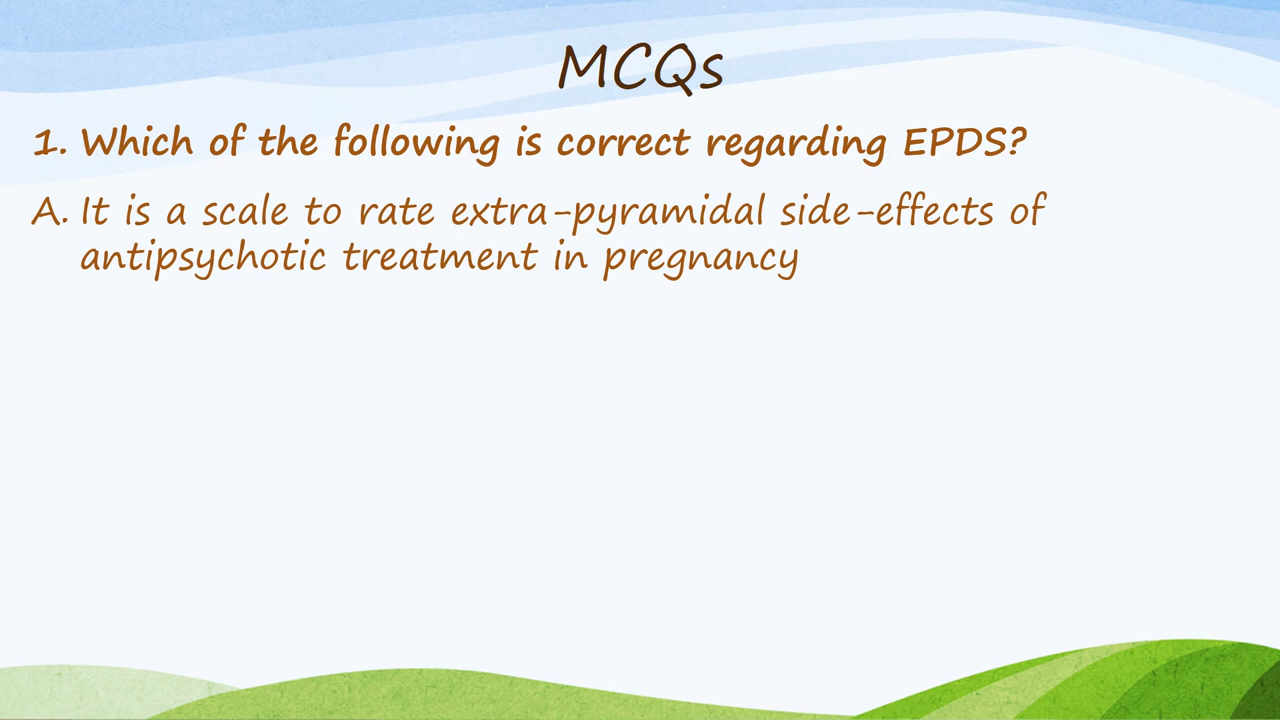 MCQs
1. Which of the following is correct regarding EPDS?
A. It is a scale to rate extra-pyramidal side-effects of
antipsychotic treatment in pregnancy